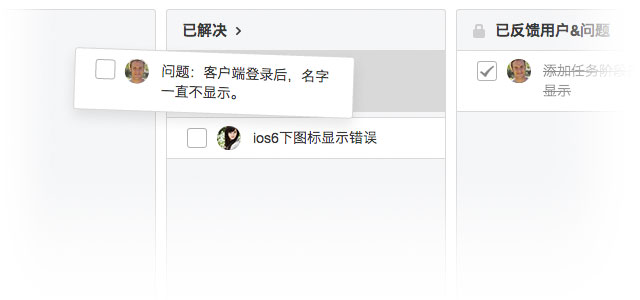 已解决
问题：客户端登录后，名字
一直不显示。
ios6下图标显示错误
已反馈用户&问题
添加任务阶段
显示